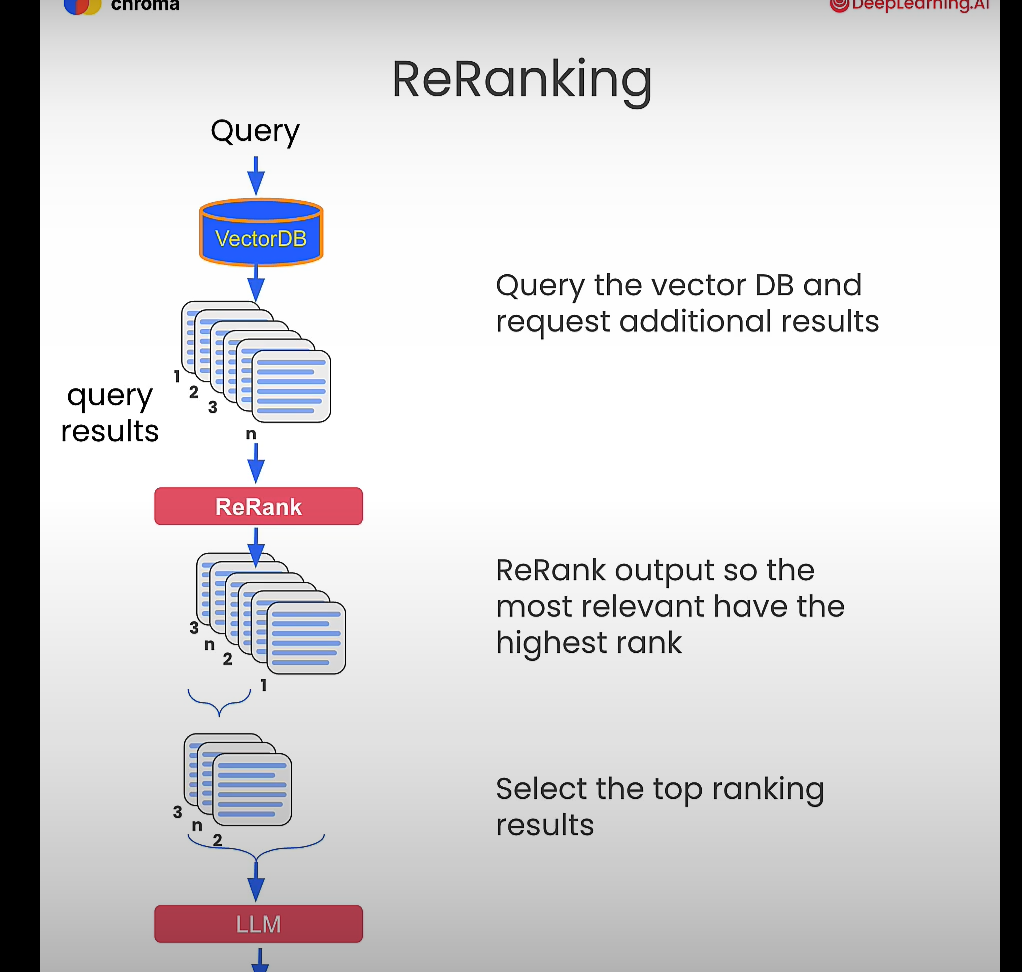 chroma
DeepLearning.AI
ReRanking
Query
VectorDB
Query the vector DB and
request additional results
1
2
3
n
query
results
ReRank
ReRank output so the
most relevant have the
highest rank
3
n
2
1
Select the top ranking
results
3
n
2
LLM